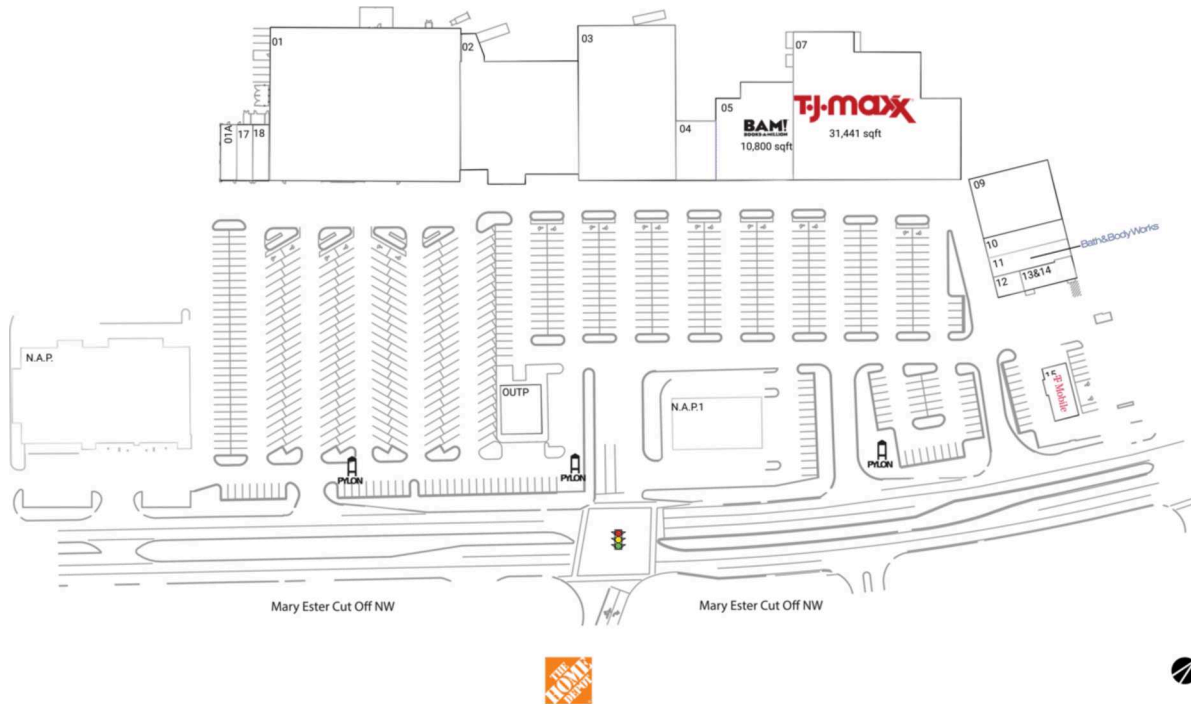 01
02
03
07
T.J.maxx
31,441 sqft
05
BAM!
BOOKS-A-MILLION
10,800 sqft
04
01A
17
18
09
10
11
Bath&BodyWorks
12
13&14
N.A.P.
OUTP
N.A.P.1
15
T Mobile
PYLON
PYLON
PYLON
Mary Ester Cut Off NW
Mary Ester Cut Off NW
THE
HOME
DEPOT